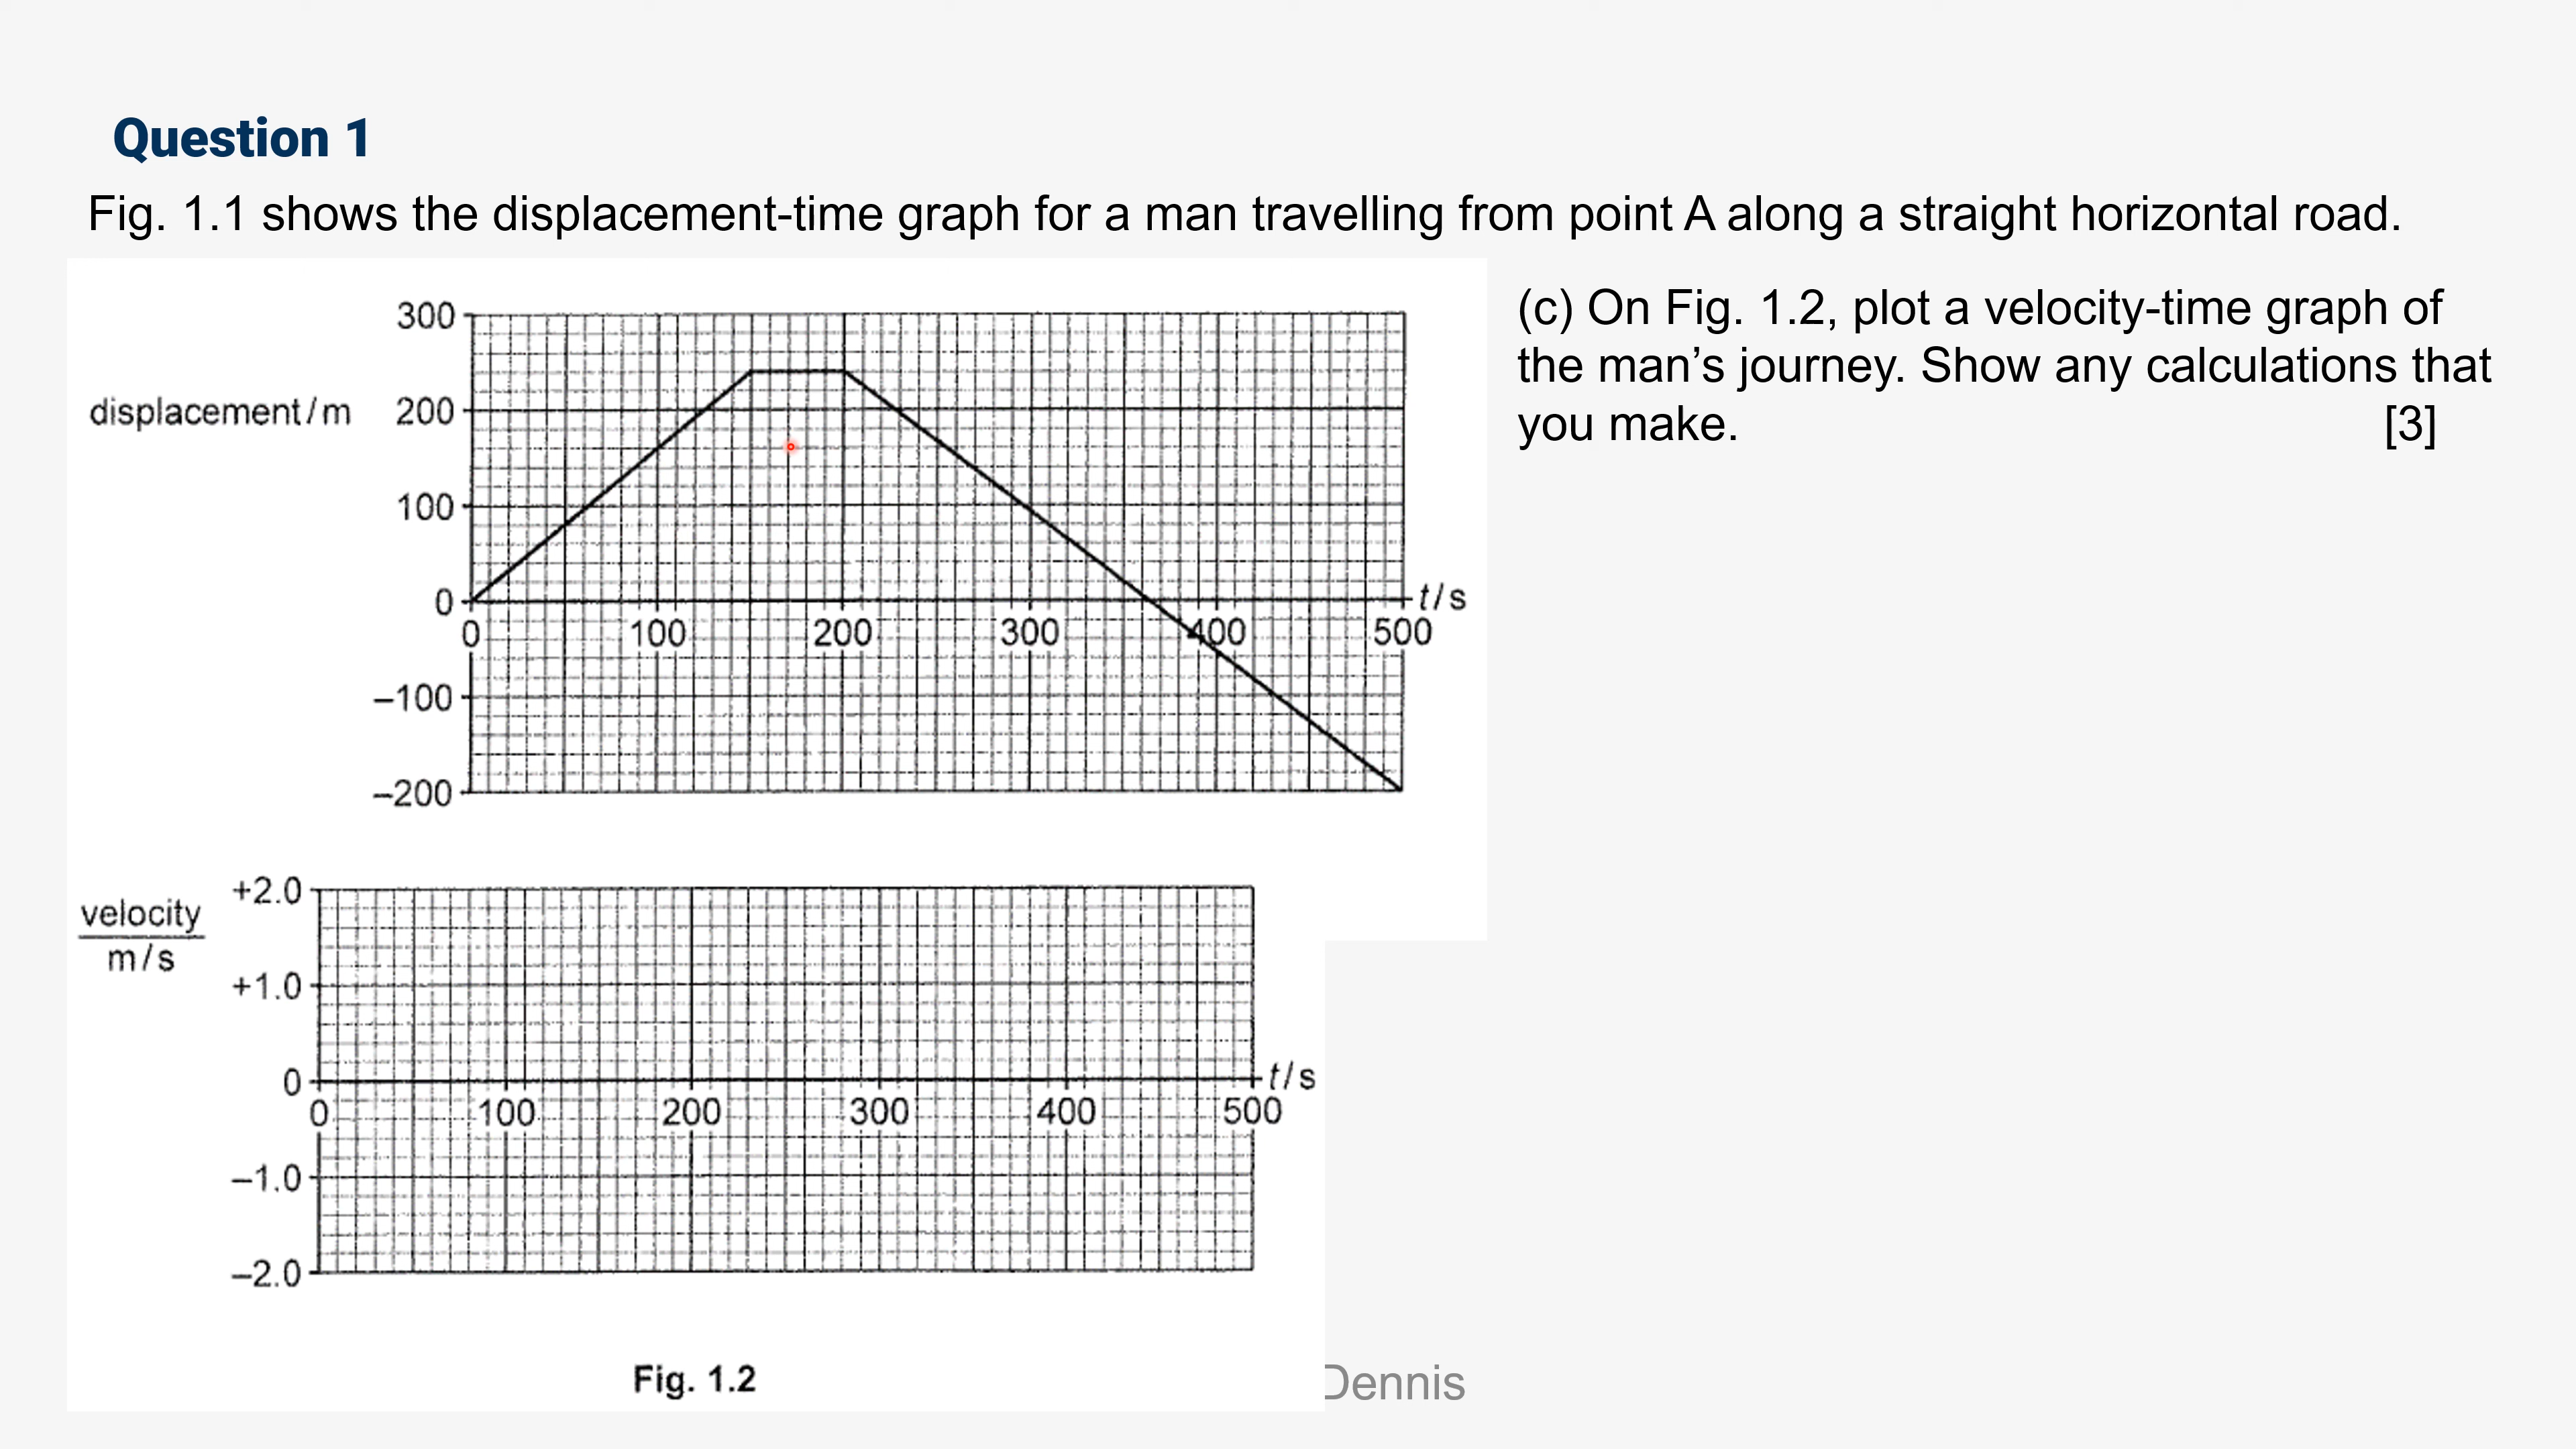 Question 1
Fig. 1.1 shows the displacement-time graph for a man travelling from point A along a straight horizontal road.
(c) On Fig. 1.2, plot a velocity-time graph of
the man’s journey. Show any calculations that
you make. [3]
300
displacement/m 200
100
0 t/s
0 100 200 300 400 500
–100
–200
+2.0
velocity
m/s
+1.0
0 t/s
0 100 200 300 400 500
–1.0
–2.0
Fig. 1.2
Dennis